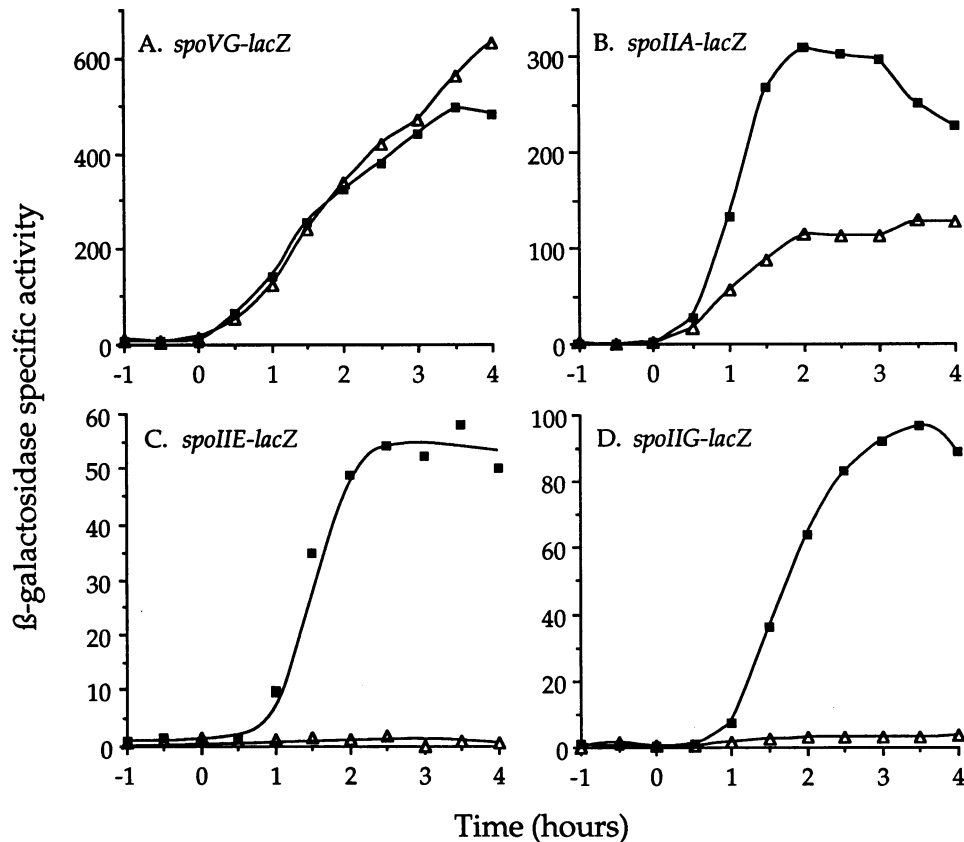 A. spoVG-lacZ
600
400
200
0
-1 0 1 2 3 4
B. spoIIA-lacZ
300
200
100
0
-1 0 1 2 3 4
C. spoIIE-lacZ
60
50
40
30
20
10
0
-1 0 1 2 3 4
D. spoIIG-lacZ
100
80
60
40
20
0
-1 0 1 2 3 4
ß-galactosidase specific activity
Time (hours)